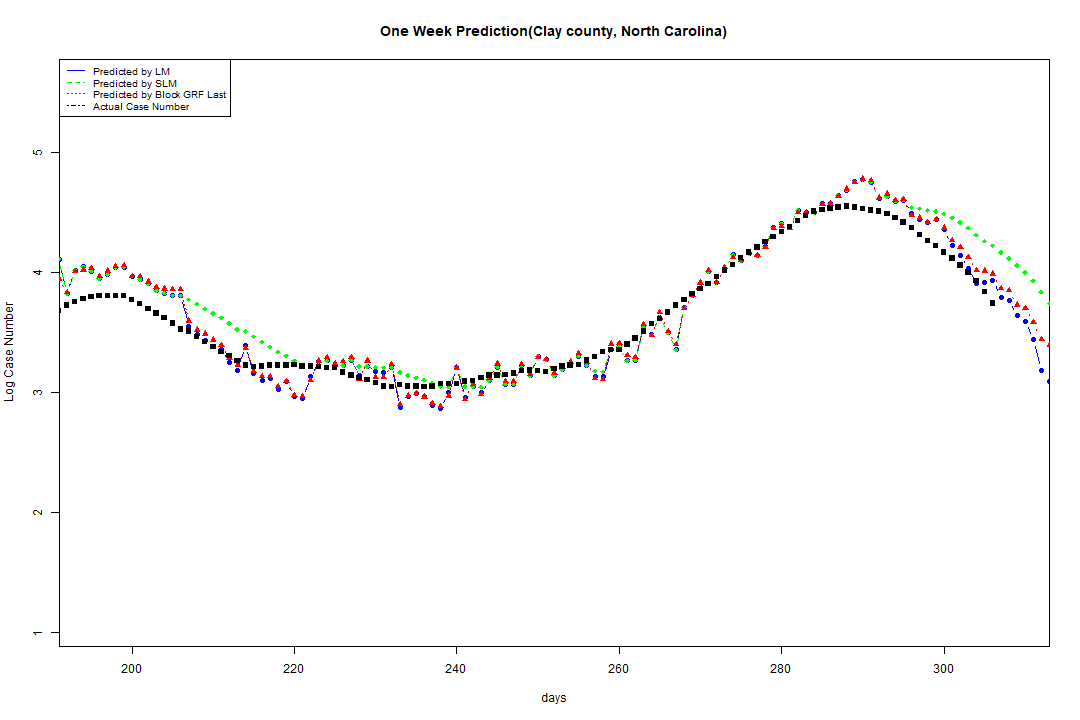 One Week Prediction(Clay county, North Carolina)
Predicted by LM
Predicted by SLM
Predicted by Block GRF Last
Actual Case Number
5
4
3
2
1
Log Case Number
200 220 240 260 280 300
days